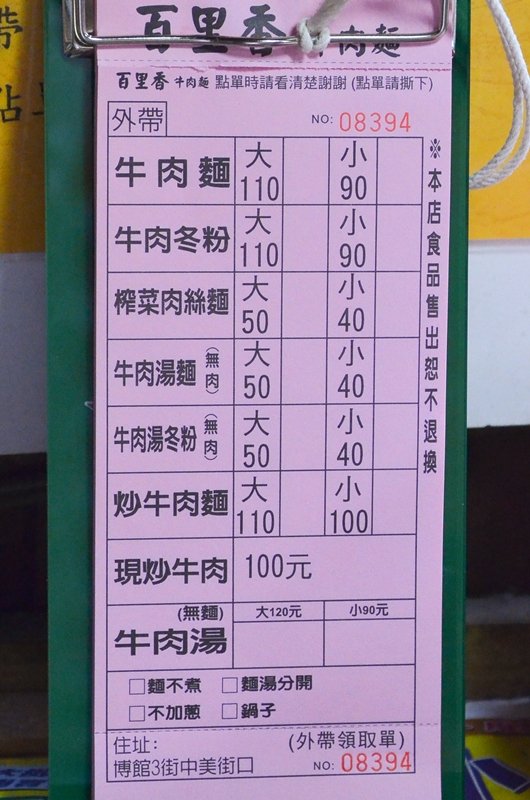 百里香 牛肉麵
百里香 牛肉麵 點單時請看清楚謝謝 (點單請撕下)
外帶 NO: 08394
牛肉麵 大 110 小 90
牛肉冬粉 大 110 小 90
榨菜肉絲麵 大 50 小 40
牛肉湯麵(無肉) 大 50 小 40
牛肉湯冬粉(無肉) 大 50 小 40
炒牛肉麵 大 110 小 100
現炒牛肉 100元
(無麵) 牛肉湯 大120元 小90元
□麵不煮 □麵湯分開
□不加蔥 □鍋子
※本店食品售出恕不退換
住址: (外帶領取單)
博館3街中美街口 NO: 08394
帶
點